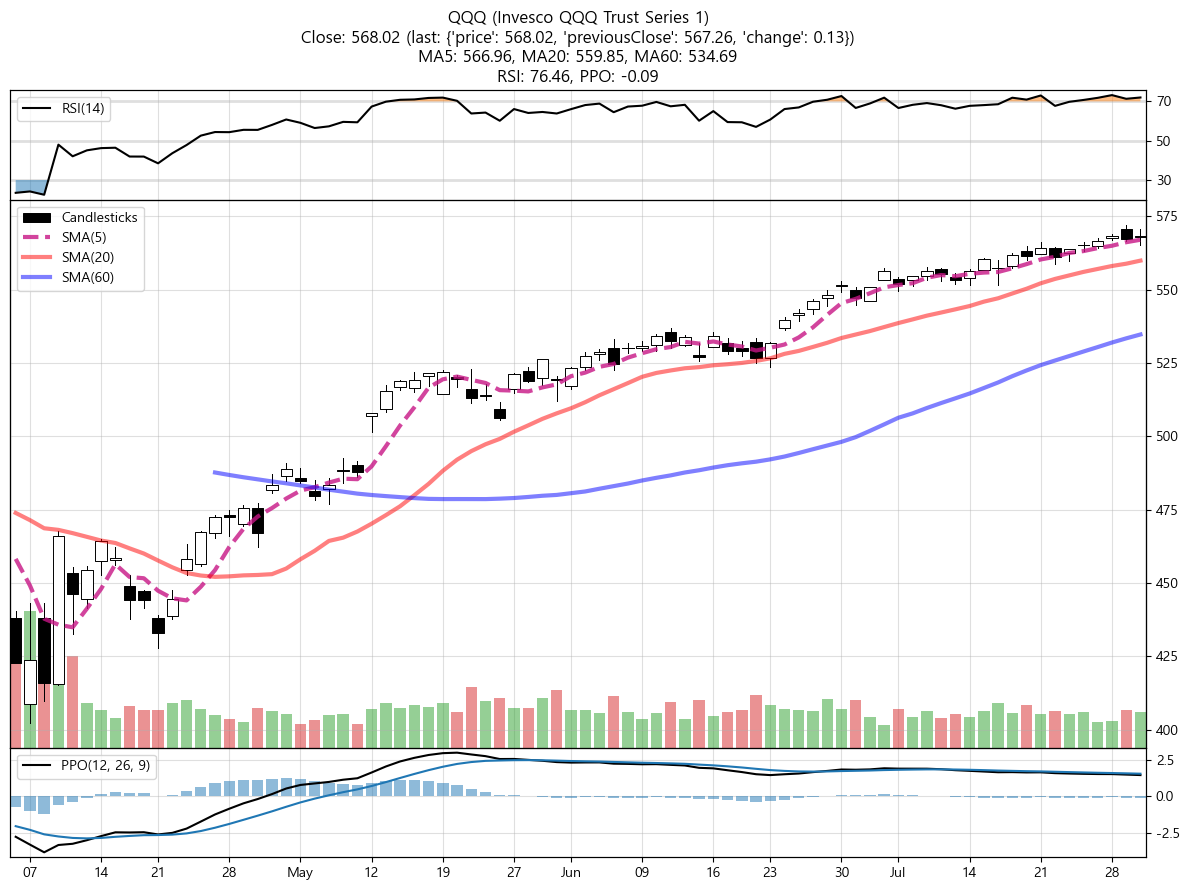 QQQ (Invesco QQQ Trust Series 1)
Close: 568.02 (last: {'price': 568.02, 'previousClose': 567.26, 'change': 0.13})
MA5: 566.96, MA20: 559.85, MA60: 534.69
RSI: 76.46, PPO: -0.09
RSI(14)
70
50
30
Candlesticks
SMA(5)
SMA(20)
SMA(60)
575
550
525
500
475
450
425
400
PPO(12, 26, 9)
2.5
0.0
-2.5
07 14 21 28 May 12 19 27 Jun 09 16 23 30 Jul 14 21 28